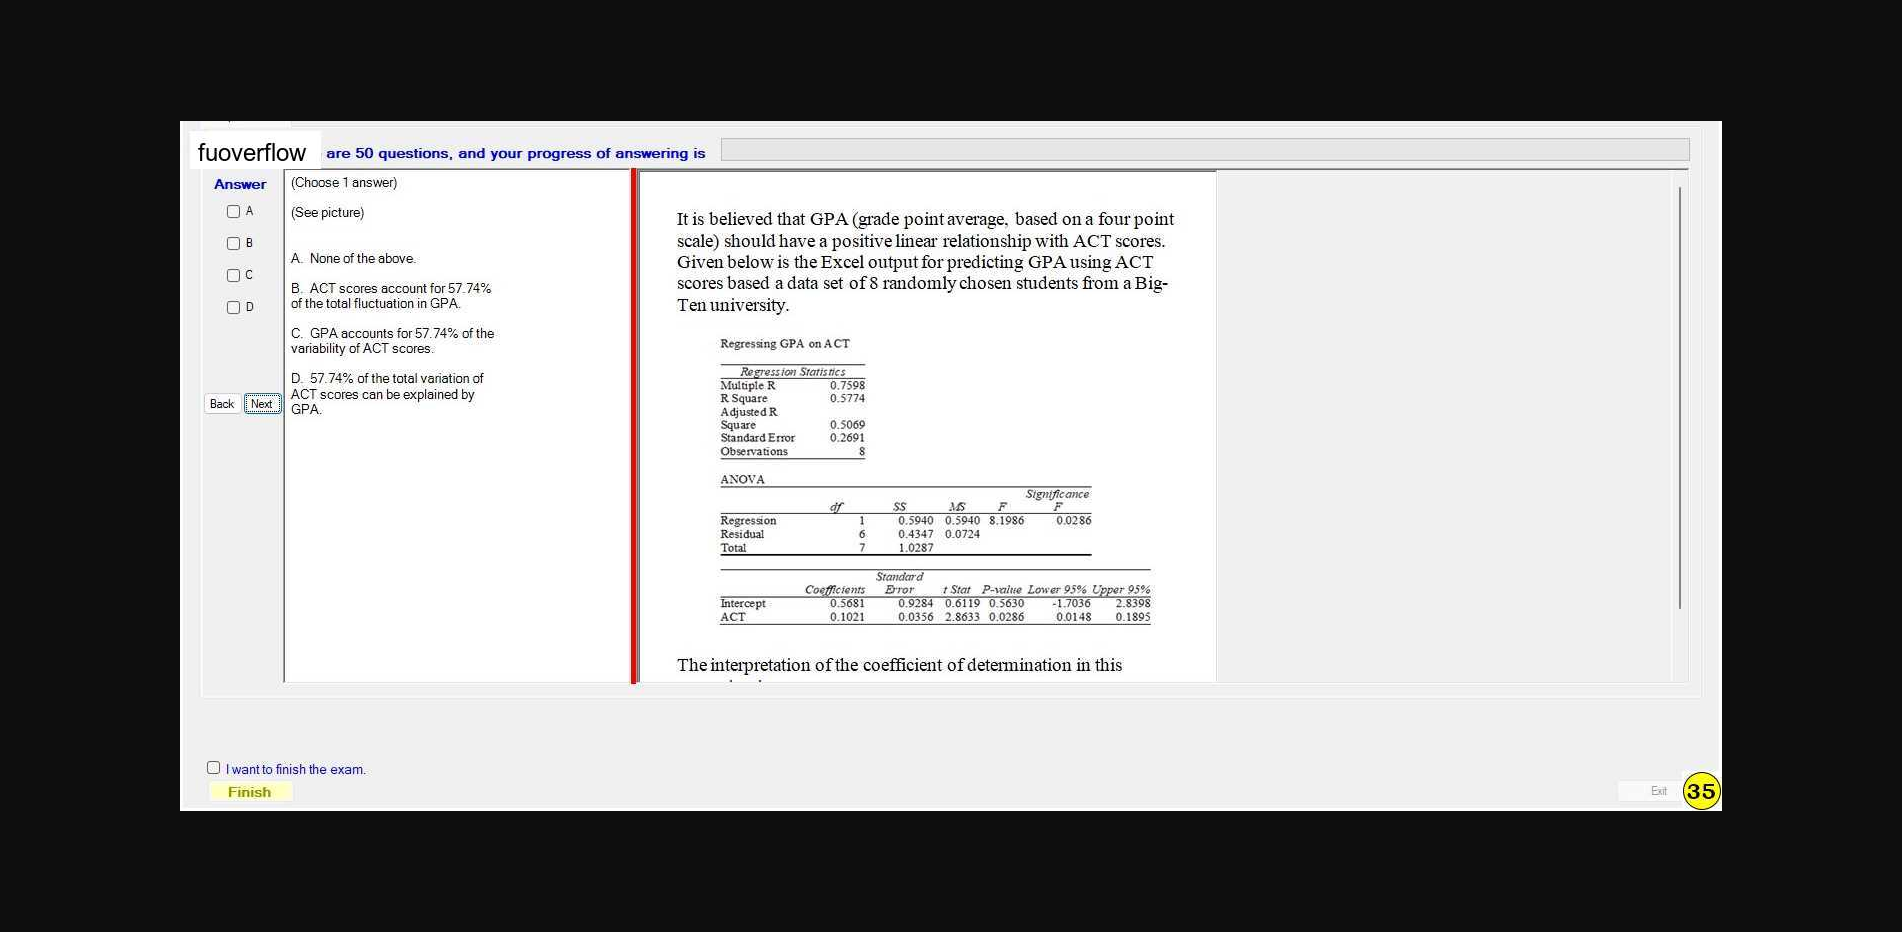 fuoverflow are 50 questions, and your progress of answering is
Answer
A
B
C
D
Back Next
(Choose 1 answer)
(See picture)
A. None of the above.
B. ACT scores account for 57.74%
of the total fluctuation in GPA.
C. GPA accounts for 57.74% of the
variability of ACT scores.
D. 57.74% of the total variation of
ACT scores can be explained by
GPA.
It is believed that GPA (grade point average, based on a four point
scale) should have a positive linear relationship with ACT scores.
Given below is the Excel output for predicting GPA using ACT
scores based a data set of 8 randomly chosen students from a Big-
Ten university.
Regressing GPA on ACT
Regression Statistics
Multiple R 0.7598
R Square 0.5774
Adjusted R
Square 0.5069
Standard Error 0.2691
Observations 8
ANOVA
Significance
df SS MS F F
Regression 1 0.5940 0.5940 8.1986 0.0286
Residual 6 0.4347 0.0724
Total 7 1.0287
Standard
Coefficients Error t Stat P-value Lower 95% Upper 95%
Intercept 0.5681 0.9284 0.6119 0.5630 -1.7036 2.8398
ACT 0.1021 0.0356 2.8633 0.0286 0.0148 0.1895
The interpretation of the coefficient of determination in this
I want to finish the exam.
Finish
Exit
35